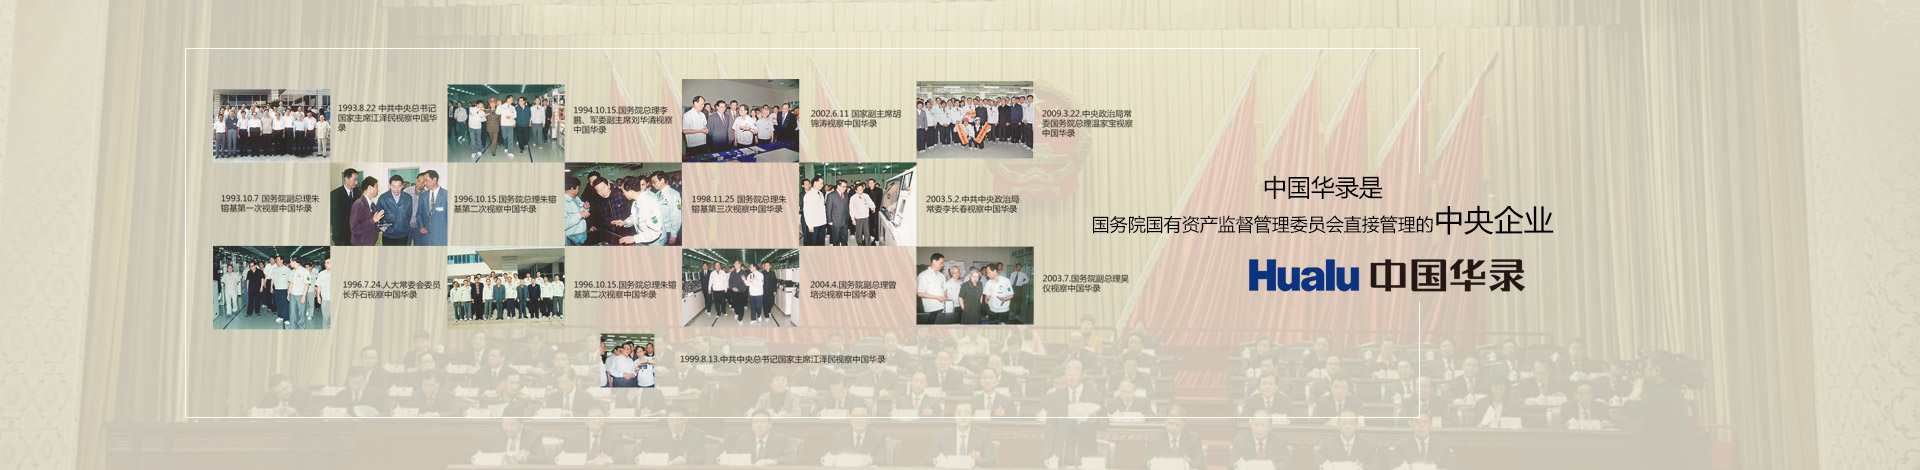 1993.8.22 中共中央总书记
国家主席江泽民视察中国华
录
1994.10.15.国务院总理李
鹏、军委副主席刘华清视察
中国华录
2002.6.11 国家副主席胡
锦涛视察中国华录
2009.3.22.中央政治局常
委国务院总理温家宝视察
中国华录
1993.10.7 国务院副总理朱
镕基第一次视察中国华录
1996.10.15.国务院总理朱镕
基第二次视察中国华录
1998.11.25 国务院总理朱
镕基第三次视察中国华录
2003.5.2.中共中央政治局
常委李长春视察中国华录
1996.7.24.人大常委会委员
长乔石视察中国华录
1996.10.15.国务院总理朱镕
基第二次视察中国华录
2004.4.国务院副总理曾
培炎视察中国华录
2003.7.国务院副总理吴
仪视察中国华录
1999.8.13.中共中央总书记国家主席江泽民视察中国华录
中国华录是
国务院国有资产监督管理委员会直接管理的中央企业
Hualu 中国华录